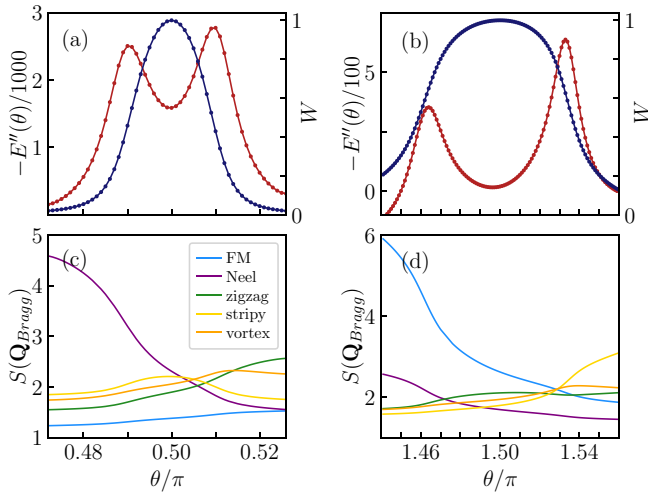 (a)
−E″(θ)/1000
3
2
1
0
1
W
0
(b)
−E″(θ)/100
5
0
1
W
0
(c)
S(Q_Bragg)
5
4
3
2
1
FM
Neel
zigzag
stripy
vortex
0.48
0.50
0.52
θ/π
(d)
S(Q_Bragg)
6
4
2
1.46
1.50
1.54
θ/π